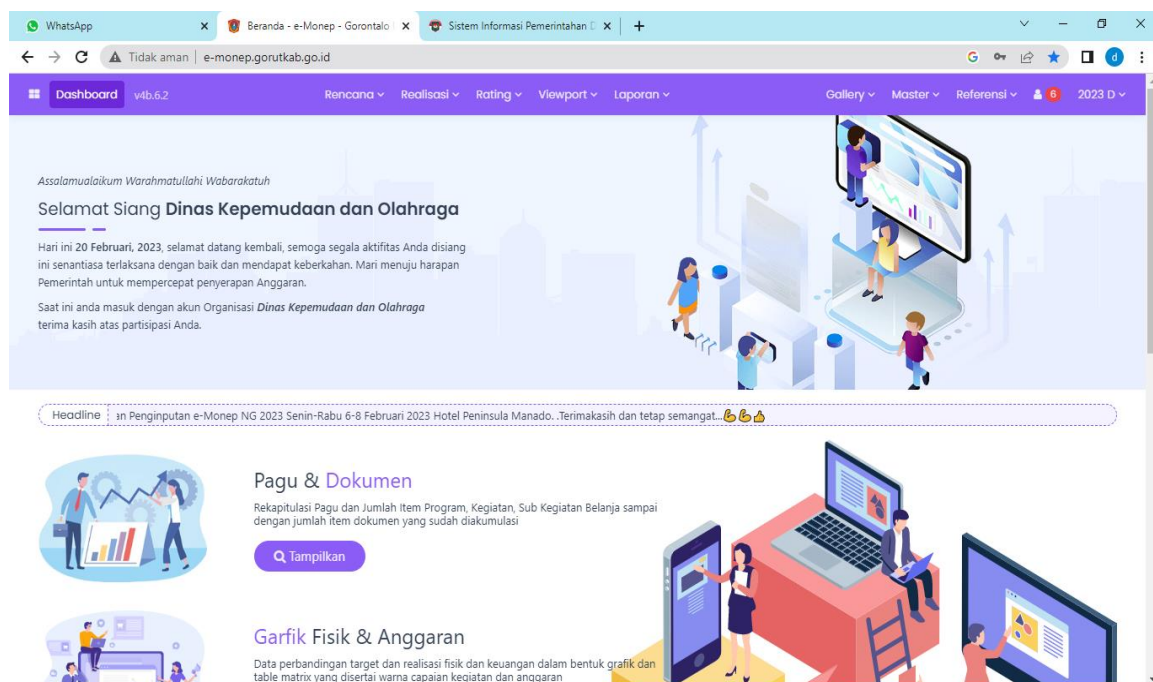 WhatsApp
Beranda - e-Monep - Gorontalo
Sistem Informasi Pemerintahan D
Tidak aman | e-monep.gorutkab.go.id
d
Dashboard v4b.6.2 Rencana Realisasi Rating Viewport Laporan Gallery Master Referensi 6 2023 D
Assalamualaikum Warahmatullahi Wabarakatuh
Selamat Siang Dinas Kepemudaan dan Olahraga
Hari ini 20 Februari, 2023, selamat datang kembali, semoga segala aktifitas Anda disiang
ini senantiasa terlaksana dengan baik dan mendapat keberkahan. Mari menuju harapan
Pemerintah untuk mempercepat penyerapan Anggaran.
Saat ini anda masuk dengan akun Organisasi Dinas Kepemudaan dan Olahraga
terima kasih atas partisipasi Anda.
Headline an Penginputan e-Monep NG 2023 Senin-Rabu 6-8 Februari 2023 Hotel Peninsula Manado. .Terimakasih dan tetap semangat...💪💪👍
Pagu & Dokumen
Rekapitulasi Pagu dan Jumlah Item Program, Kegiatan, Sub Kegiatan Belanja sampai
dengan jumlah item dokumen yang sudah diakumulasi
Tampilkan
Garfik Fisik & Anggaran
Data perbandingan target dan realisasi fisik dan keuangan dalam bentuk grafik dan
table matrix yang disertai warna capaian kegiatan dan anggaran